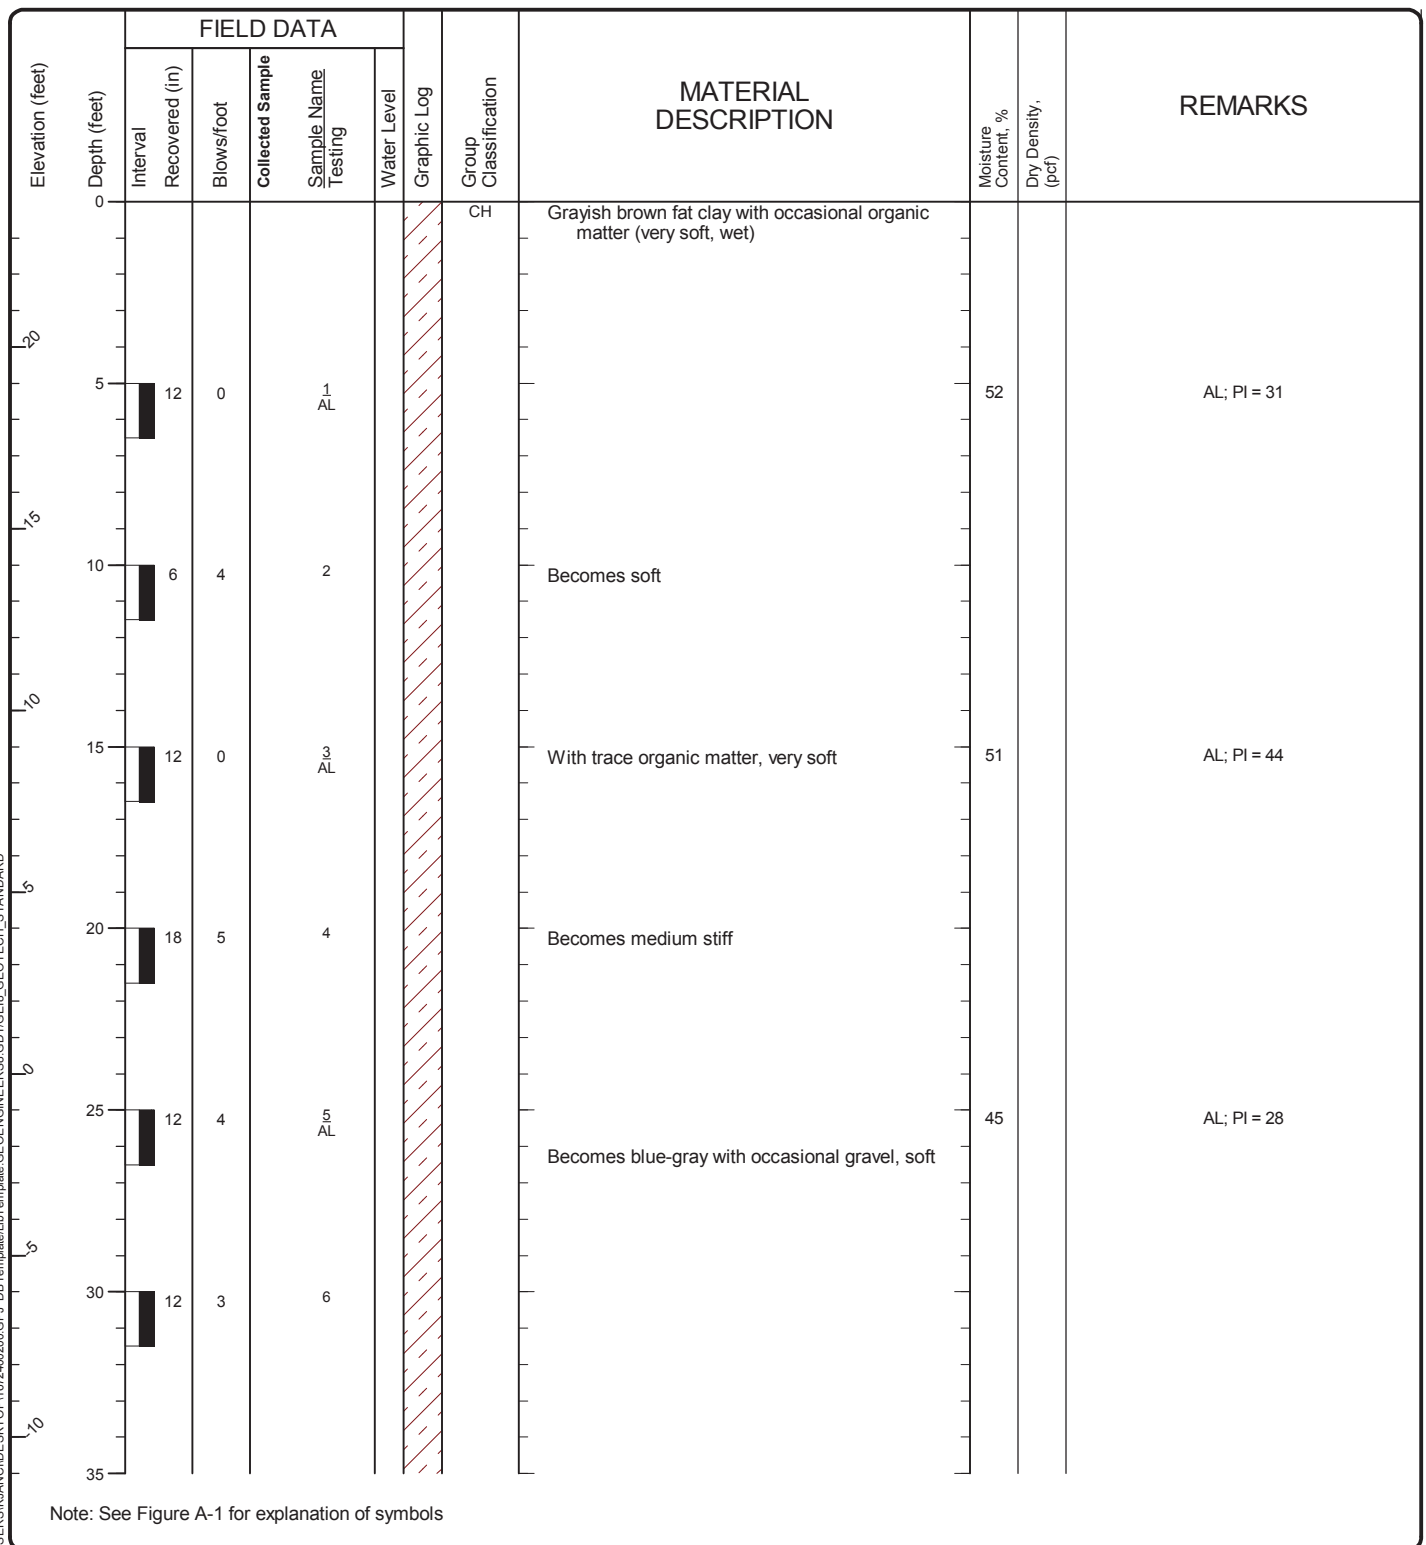 FIELD DATA
Elevation (feet)
Depth (feet)
Interval
Recovered (in)
Blows/foot
Collected Sample
Sample Name
Testing
Water Level
Graphic Log
Group
Classification
MATERIAL
DESCRIPTION
Moisture
Content, %
Dry Density,
(pcf)
REMARKS
0
CH
Grayish brown fat clay with occasional organic
matter (very soft, wet)
20
5
12
0
1
AL
52
AL; PI = 31
15
10
6
4
2
Becomes soft
10
15
12
0
3
AL
With trace organic matter, very soft
51
AL; PI = 44
5
20
18
5
4
Becomes medium stiff
0
25
12
4
5
AL
45
AL; PI = 28
Becomes blue-gray with occasional gravel, soft
-5
30
12
3
6
-10
35
Note: See Figure A-1 for explanation of symbols